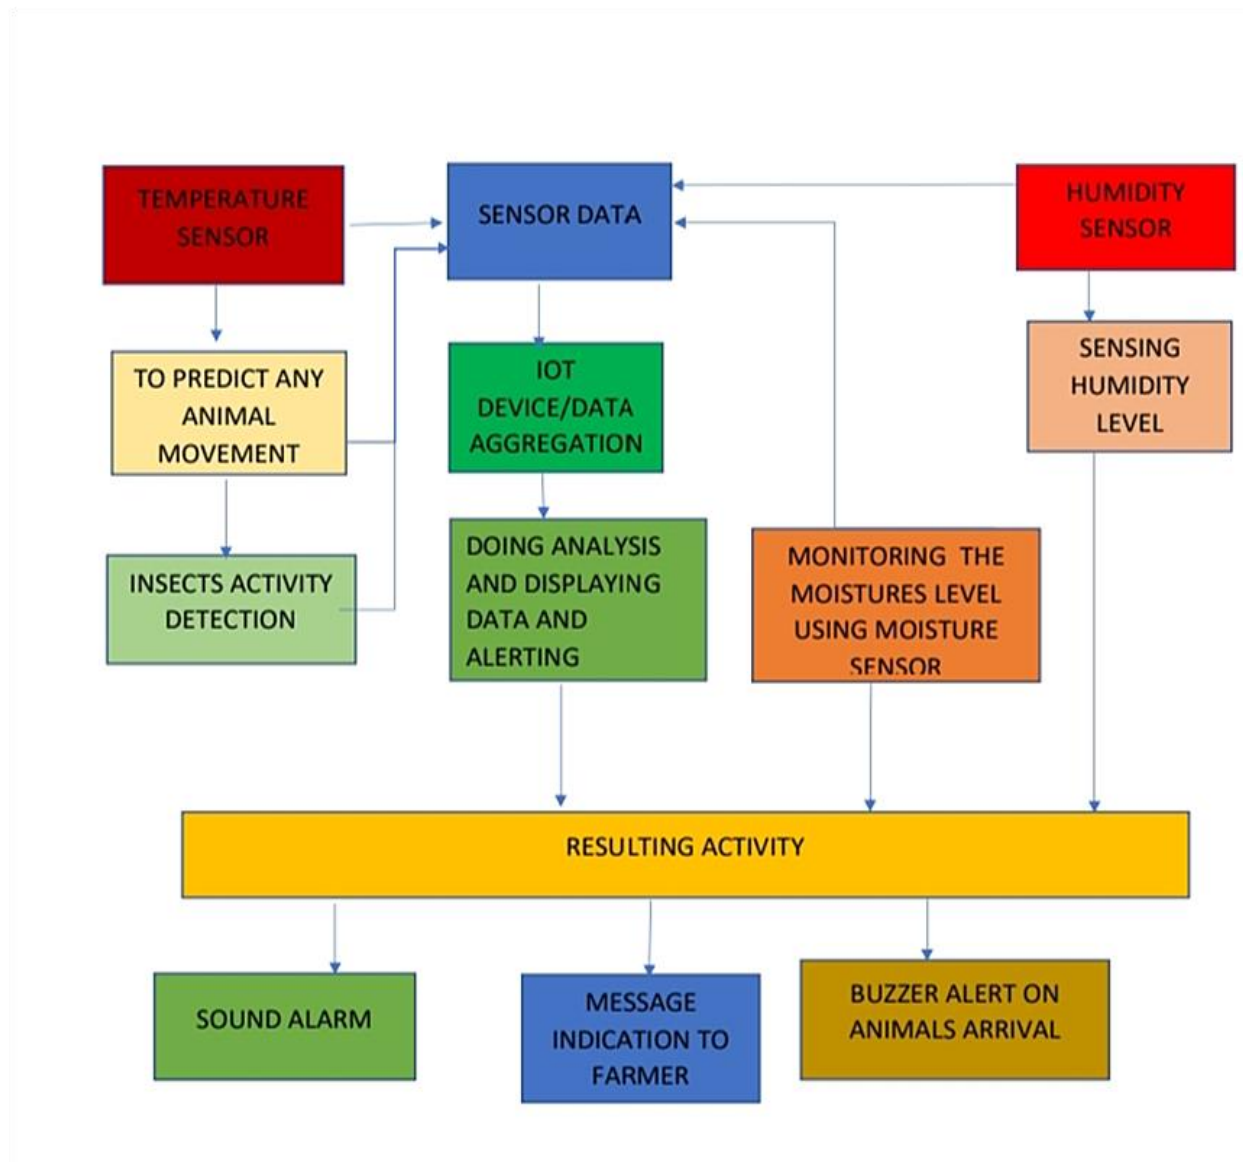 TEMPERATURE
SENSOR
SENSOR DATA
HUMIDITY
SENSOR
TO PREDICT ANY
ANIMAL
MOVEMENT
IOT
DEVICE/DATA
AGGREGATION
SENSING
HUMIDITY
LEVEL
INSECTS ACTIVITY
DETECTION
DOING ANALYSIS
AND DISPLAYING
DATA AND
ALERTING
MONITORING THE
MOISTURES LEVEL
USING MOISTURE
SENSOR
RESULTING ACTIVITY
SOUND ALARM
MESSAGE
INDICATION TO
FARMER
BUZZER ALERT ON
ANIMALS ARRIVAL